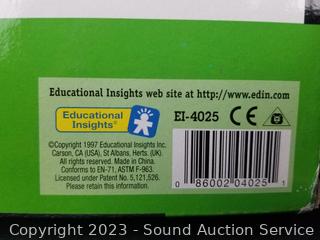 Educational Insights web site at http://www.edin.com
Educational
Insights®
EI-4025 CE
©Copyright 1997 Educational Insights Inc.
Carson, CA (USA), St Albans, Herts. (UK).
All rights reserved. Made in China.
Conforms to EN-71, ASTM F-963.
Licensed under Patent No. 5,121,526.
Please retain this information.
0 86002 04025 1
Copyright 2023 - Sound Auction Service